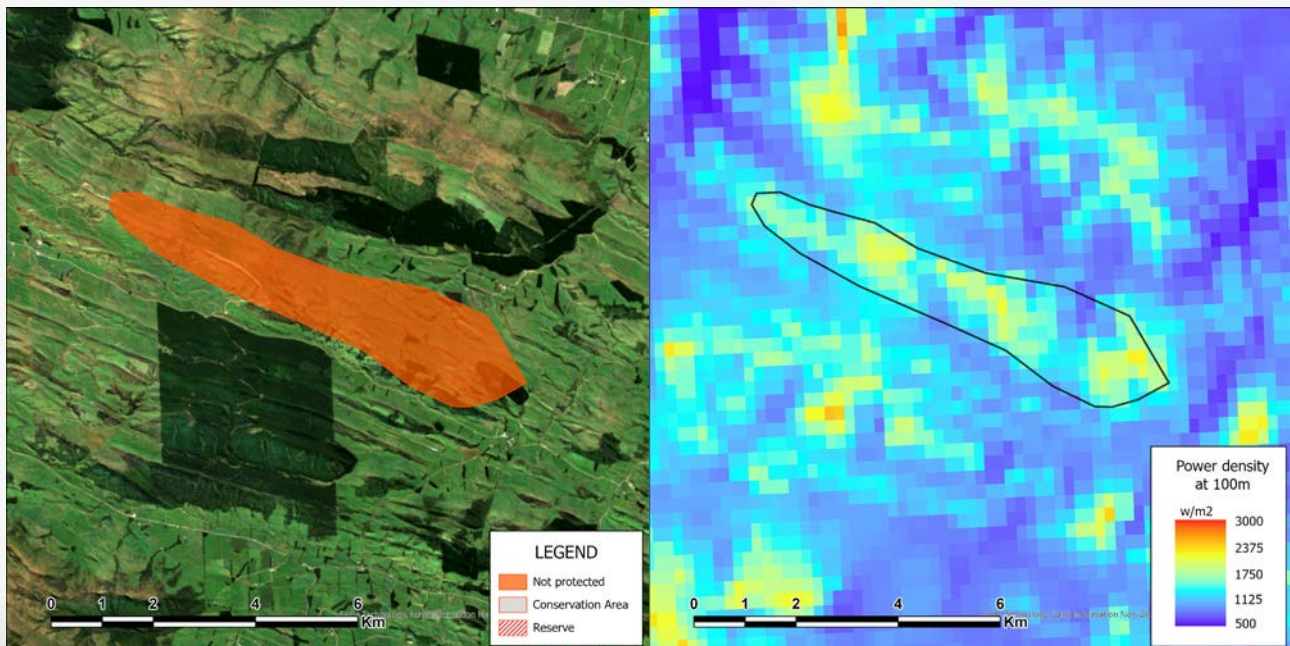 LEGEND
Not protected
Conservation Area
Reserve
0 1 2 4 6
Km
Power density
at 100m
w/m2
3000
2375
1750
1125
500
0 1 2 4 6
Km